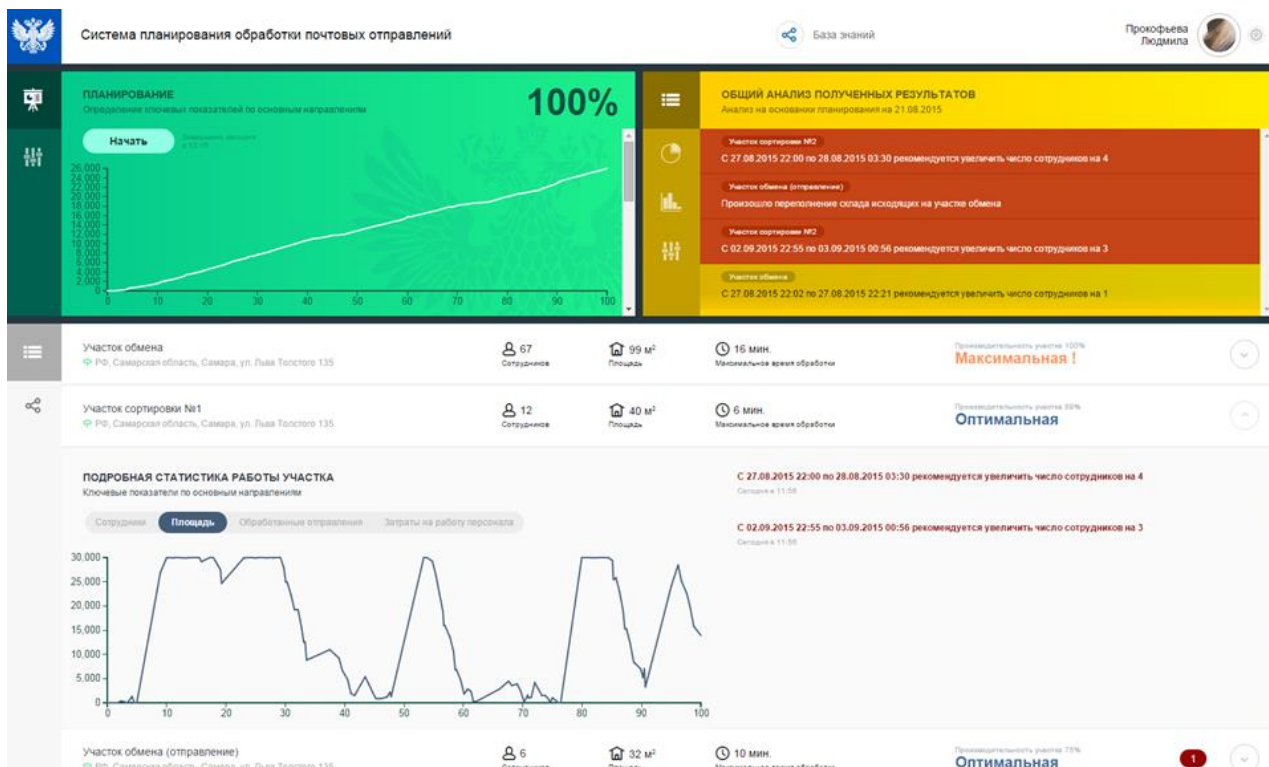 Система планирования обработки почтовых отправлений
База знаний
Прокофьева
Людмила
ПЛАНИРОВАНИЕ
Определение ключевых показателей по основным направлениям
100%
Начать
26,000
24,000
22,000
20,000
18,000
16,000
14,000
12,000
10,000
8,000
6,000
4,000
2,000
0
0 10 20 30 40 50 60 70 80 90 100
ОБЩИЙ АНАЛИЗ ПОЛУЧЕННЫХ РЕЗУЛЬТАТОВ
Анализ на основании планирования на 21.08.2015
Участок сортировки №2
С 27.08.2015 22:00 по 28.08.2015 03:30 рекомендуется увеличить число сотрудников на 4
Участок обмена (отправление)
Произошло переполнение склада исходящих на участке обмена
Участок сортировки №2
С 02.09.2015 22:55 по 03.09.2015 00:56 рекомендуется увеличить число сотрудников на 3
Участок обмена
С 27.08.2015 22:02 по 27.08.2015 22:21 рекомендуется увеличить число сотрудников на 1
Участок обмена
РФ, Самарская область, Самара, ул. Льва Толстого 135
67
Сотрудников
99 м²
Площадь
16 мин.
Максимальное время обработки
Производительность участка 100%
Максимальная !
Участок сортировки №1
РФ, Самарская область, Самара, ул. Льва Толстого 135
12
Сотрудников
40 м²
Площадь
6 мин.
Максимальное время обработки
Производительность участка 89%
Оптимальная
ПОДРОБНАЯ СТАТИСТИКА РАБОТЫ УЧАСТКА
Ключевые показатели по основным направлениям
Сотрудники Площадь Обработанные отправления Затраты на работу персонала
30,000
25,000
20,000
15,000
10,000
5,000
0
0 10 20 30 40 50 60 70 80 90 100
С 27.08.2015 22:00 по 28.08.2015 03:30 рекомендуется увеличить число сотрудников на 4
Сегодня в 11:58
С 02.09.2015 22:55 по 03.09.2015 00:56 рекомендуется увеличить число сотрудников на 3
Сегодня в 11:58
Участок обмена (отправление)
РФ, Самарская область, Самара, ул. Льва Толстого 135
6
Сотрудников
32 м²
Площадь
10 мин.
Максимальное время обработки
Производительность участка 78%
Оптимальная
1